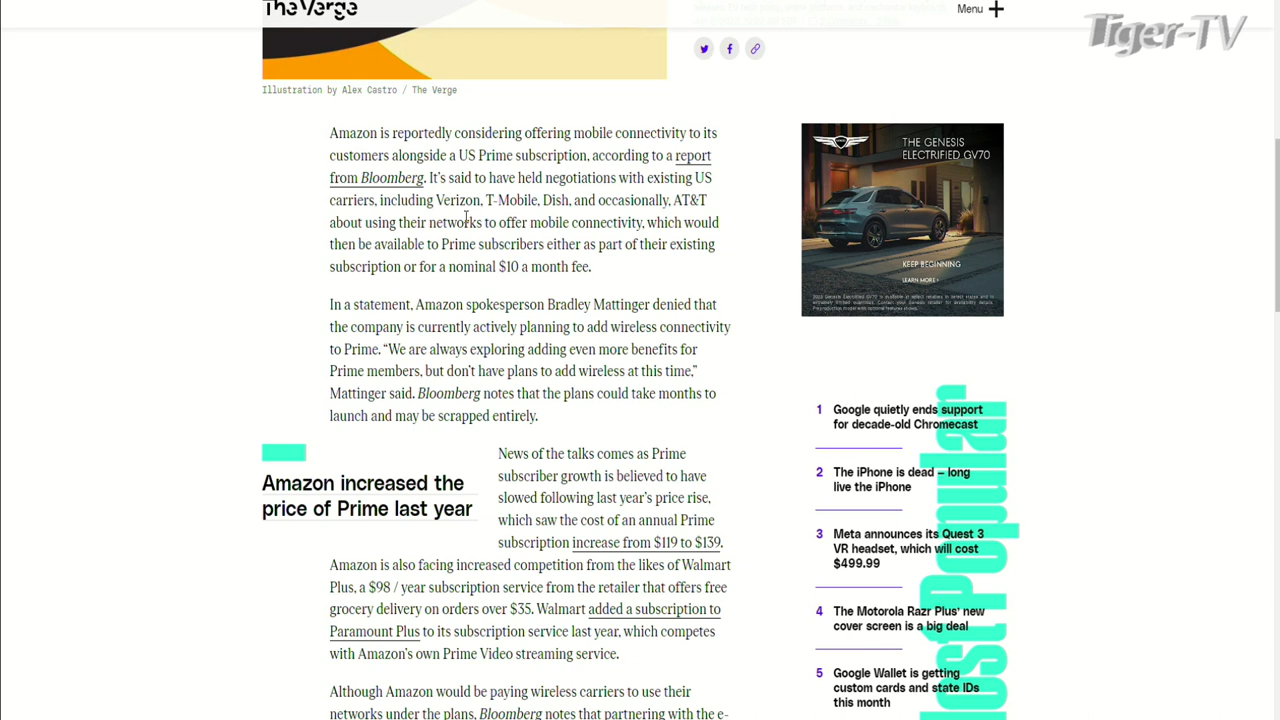 The Verge
Menu
Tiger-TV
Illustration by Alex Castro / The Verge
Amazon is reportedly considering offering mobile connectivity to its
customers alongside a US Prime subscription, according to a report
from Bloomberg. It’s said to have held negotiations with existing US
carriers, including Verizon, T-Mobile, Dish, and occasionally, AT&T
about using their networks to offer mobile connectivity, which would
then be available to Prime subscribers either as part of their existing
subscription or for a nominal $10 a month fee.
In a statement, Amazon spokesperson Bradley Mattinger denied that
the company is currently actively planning to add wireless connectivity
to Prime. “We are always exploring adding even more benefits for
Prime members, but don’t have plans to add wireless at this time,”
Mattinger said. Bloomberg notes that the plans could take months to
launch and may be scrapped entirely.
Amazon increased the
price of Prime last year
News of the talks comes as Prime
subscriber growth is believed to have
slowed following last year’s price rise,
which saw the cost of an annual Prime
subscription increase from $119 to $139.
Amazon is also facing increased competition from the likes of Walmart
Plus, a $98 / year subscription service from the retailer that offers free
grocery delivery on orders over $35. Walmart added a subscription to
Paramount Plus to its subscription service last year, which competes
with Amazon’s own Prime Video streaming service.
Although Amazon would be paying wireless carriers to use their
networks under the plans, Bloomberg notes that partnering with the e-
THE GENESIS
ELECTRIFIED GV70
KEEP BEGINNING
LEARN MORE ›
Most Popular
1 Google quietly ends support
for decade-old Chromecast
2 The iPhone is dead – long
live the iPhone
3 Meta announces its Quest 3
VR headset, which will cost
$499.99
4 The Motorola Razr Plus’ new
cover screen is a big deal
5 Google Wallet is getting
custom cards and state IDs
this month